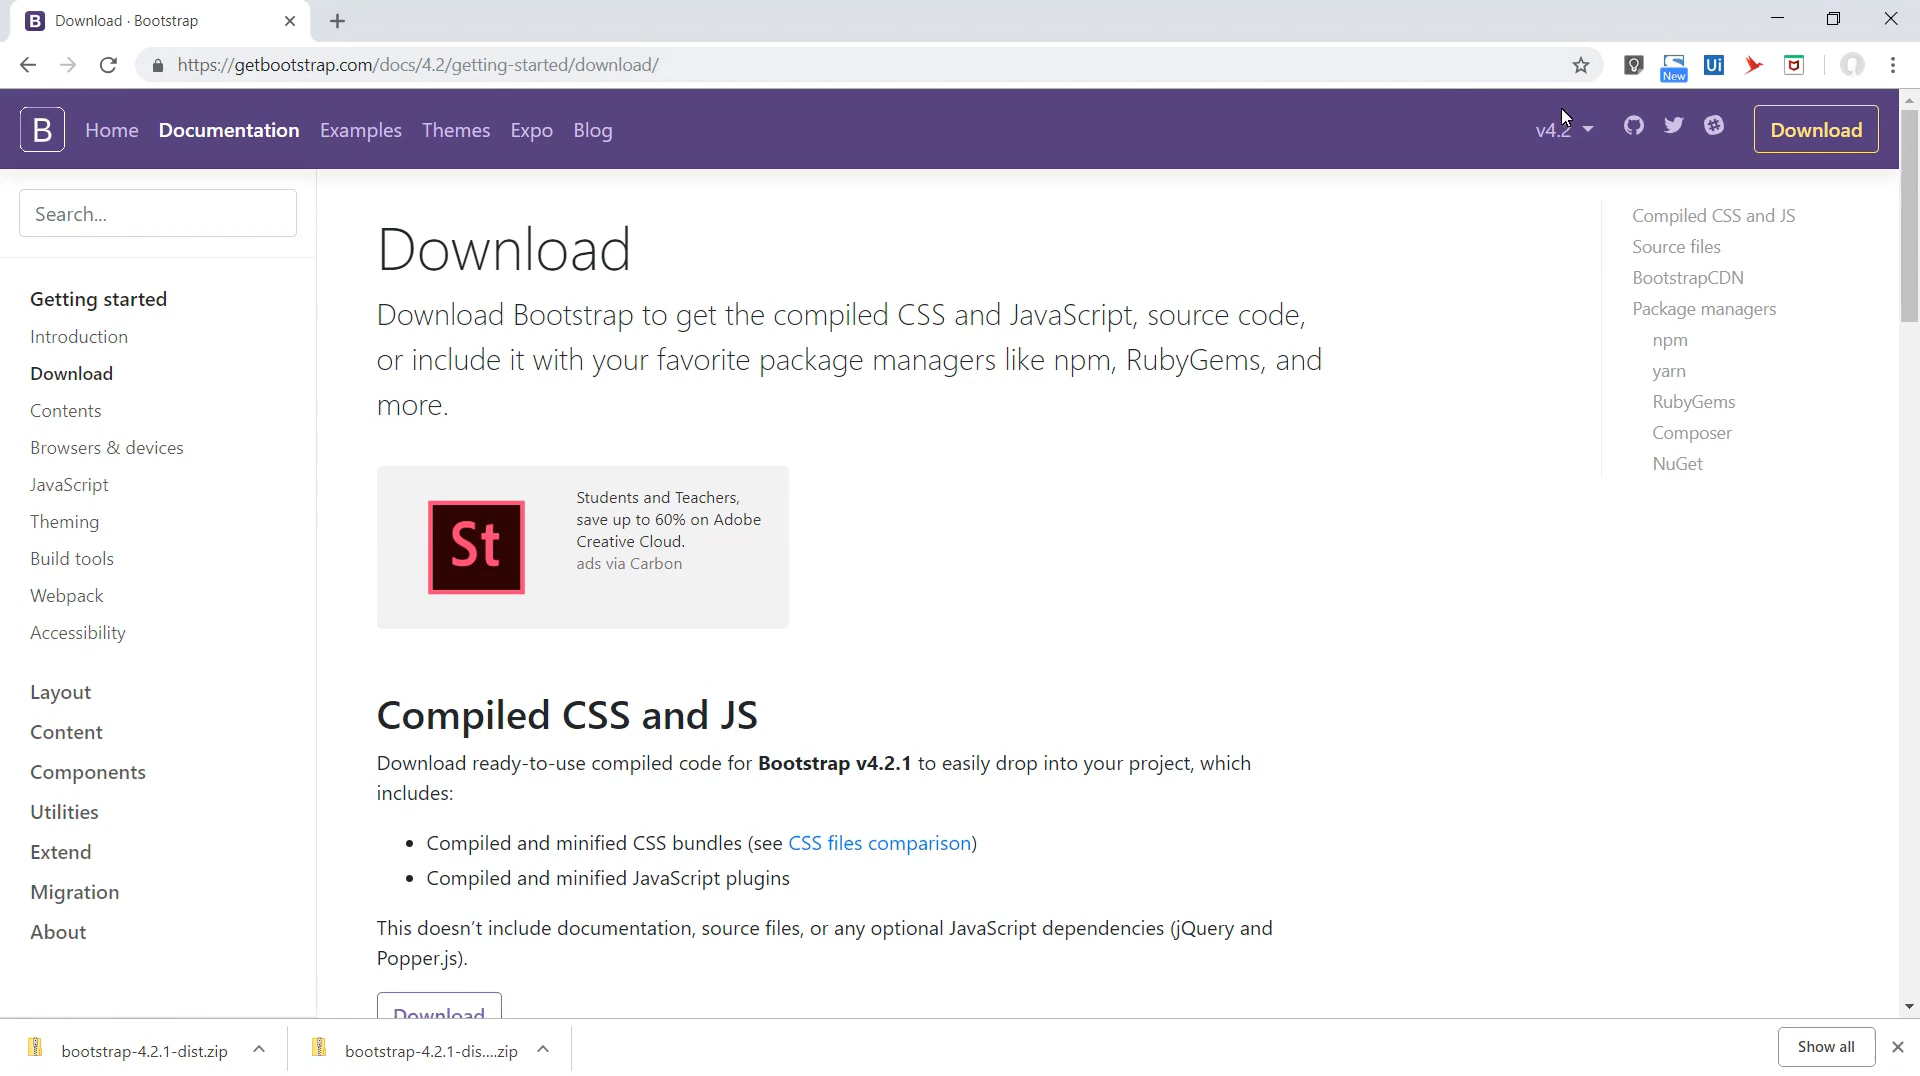 B Download · Bootstrap
https://getbootstrap.com/docs/4.2/getting-started/download/
New
Ui
B Home Documentation Examples Themes Expo Blog v4.2 Download
Search...
Getting started
Introduction
Download
Contents
Browsers & devices
JavaScript
Theming
Build tools
Webpack
Accessibility
Layout
Content
Components
Utilities
Extend
Migration
About
Download
Download Bootstrap to get the compiled CSS and JavaScript, source code,
or include it with your favorite package managers like npm, RubyGems, and
more.
St
Students and Teachers,
save up to 60% on Adobe
Creative Cloud.
ads via Carbon
Compiled CSS and JS
Download ready-to-use compiled code for Bootstrap v4.2.1 to easily drop into your project, which
includes:
Compiled and minified CSS bundles (see CSS files comparison)
Compiled and minified JavaScript plugins
This doesn't include documentation, source files, or any optional JavaScript dependencies (jQuery and
Popper.js).
Download
Compiled CSS and JS
Source files
BootstrapCDN
Package managers
npm
yarn
RubyGems
Composer
NuGet
bootstrap-4.2.1-dist.zip
bootstrap-4.2.1-dis....zip
Show all